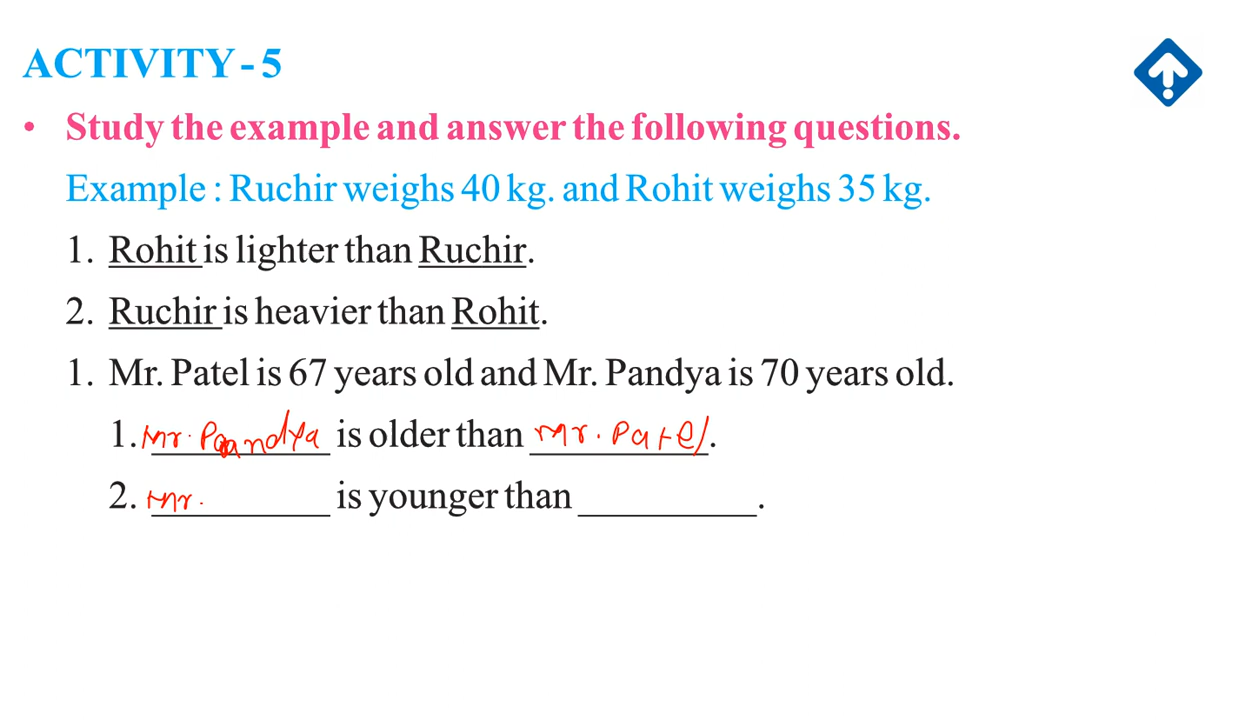 ACTIVITY - 5
• Study the example and answer the following questions.
Example : Ruchir weighs 40 kg. and Rohit weighs 35 kg.
1. Rohit is lighter than Ruchir.
2. Ruchir is heavier than Rohit.
1. Mr. Patel is 67 years old and Mr. Pandya is 70 years old.
1. Mr. Pandya is older than Mr. Patel.
2. Mr. __________ is younger than __________.